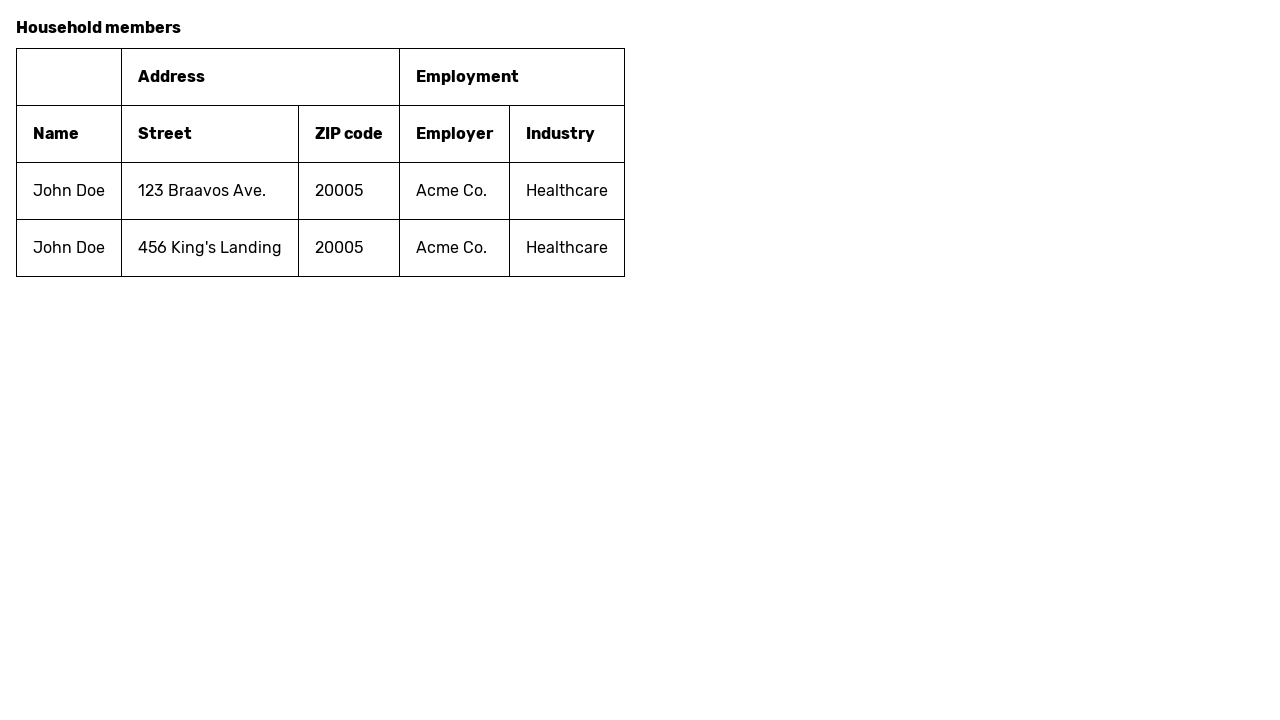 Household members
Address Employment
Name Street ZIP code Employer Industry
John Doe 123 Braavos Ave. 20005 Acme Co. Healthcare
John Doe 456 King's Landing 20005 Acme Co. Healthcare